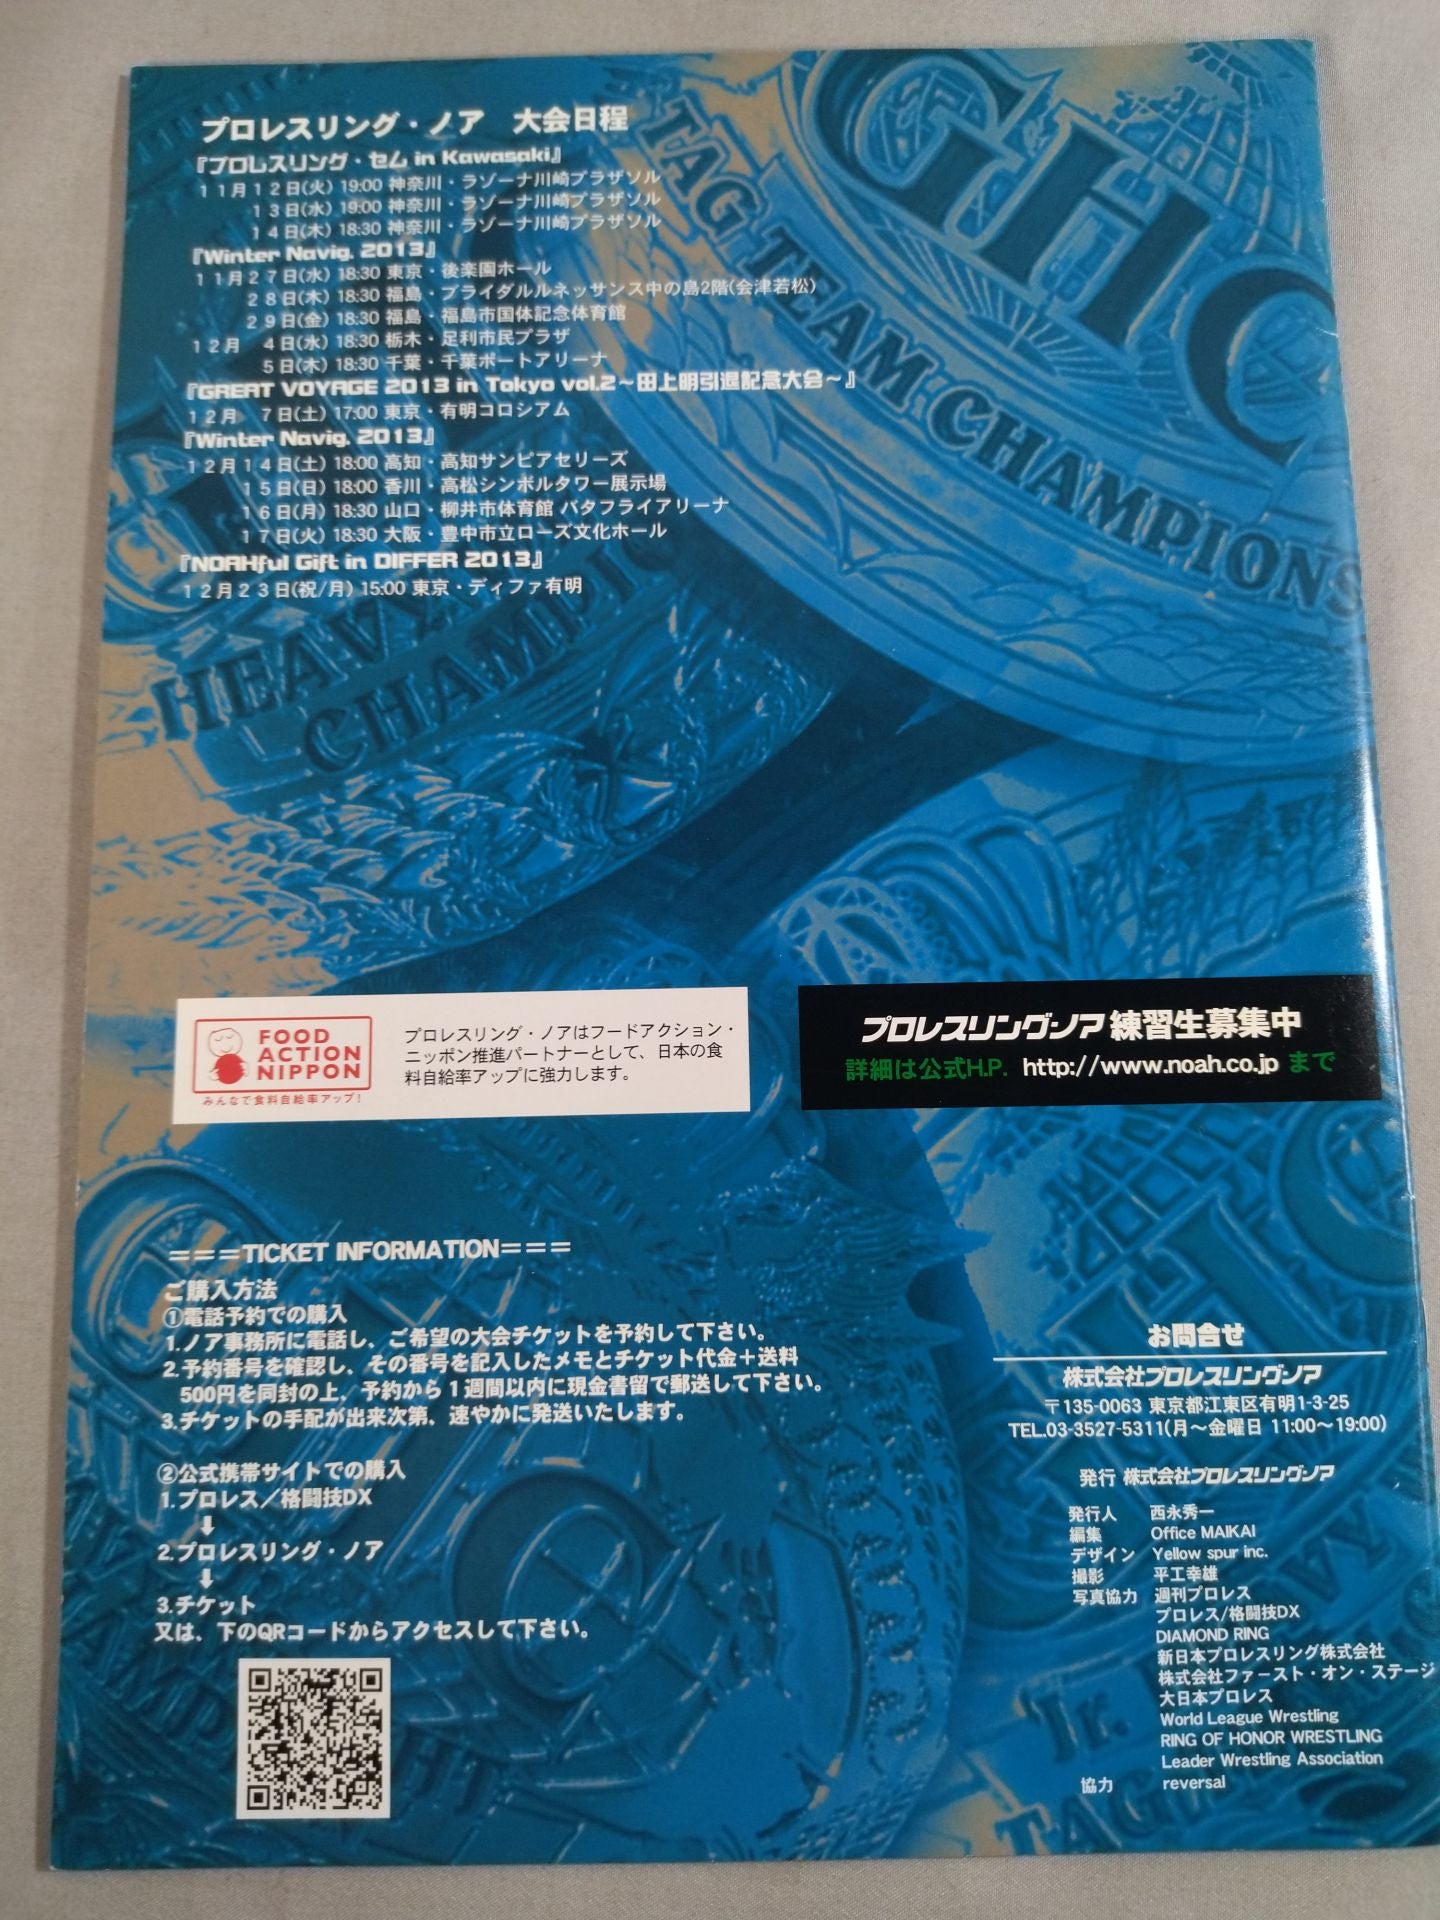 プロレスリング・ノア 大会日程
『プロレスリング・セム in Kawasaki』
11月12日(火) 19:00 神奈川・ラゾーナ川崎プラザソル
13日(水) 19:00 神奈川・ラゾーナ川崎プラザソル
14日(木) 18:30 神奈川・ラゾーナ川崎プラザソル
『Winter Navig. 2013』
11月27日(水) 18:30 東京・後楽園ホール
28日(木) 18:30 福島・ブライダルルネッサンス中の島2階(会津若松)
29日(金) 18:30 福島・福島市国体記念体育館
12月 4日(水) 18:30 栃木・足利市民プラザ
5日(木) 18:30 千葉・千葉ポートアリーナ
『GREAT VOYAGE 2013 in Tokyo vol.2～田上明引退記念大会～』
12月 7日(土) 17:00 東京・有明コロシアム
『Winter Navig. 2013』
12月14日(土) 18:00 高知・高知サンピアセリーズ
15日(日) 18:00 香川・高松シンボルタワー展示場
16日(月) 18:30 山口・柳井市体育館 バタフライアリーナ
17日(火) 18:30 大阪・豊中市立ローズ文化ホール
『NOAHful Gift in DIFFER 2013』
12月23日(祝/月) 15:00 東京・ディファ有明
GHC
TAG TEAM CHAMPIONS
HEAVY
CHAMPIO
FOOD
ACTION
NIPPON
みんなで食料自給率アップ!
プロレスリング・ノアはフードアクション・
ニッポン推進パートナーとして、日本の食
料自給率アップに強力します。
プロレスリング・ノア 練習生募集中
詳細は公式H.P. http://www.noah.co.jp まで
===TICKET INFORMATION===
ご購入方法
①電話予約での購入
1.ノア事務所に電話し、ご希望の大会チケットを予約して下さい。
2.予約番号を確認し、その番号を記入したメモとチケット代金＋送料
500円を同封の上、予約から1週間以内に現金書留で郵送して下さい。
3.チケットの手配が出来次第、速やかに発送いたします。
②公式携帯サイトでの購入
1.プロレス／格闘技DX
⬇
2.プロレスリング・ノア
⬇
3.チケット
又は、下のQRコードからアクセスして下さい。
お問合せ
株式会社プロレスリング・ノア
〒135-0063 東京都江東区有明1-3-25
TEL.03-3527-5311(月～金曜日 11:00～19:00)
発行 株式会社プロレスリング・ノア
発行人 西永秀一
編集 Office MAIKAI
デザイン Yellow spur inc.
撮影 平工幸雄
写真協力 週刊プロレス
プロレス/格闘技DX
DIAMOND RING
新日本プロレスリング株式会社
株式会社ファースト・オン・ステージ
大日本プロレス
World League Wrestling
RING OF HONOR WRESTLING
Leader Wrestling Association
協力 reversal
Jr.
TAG